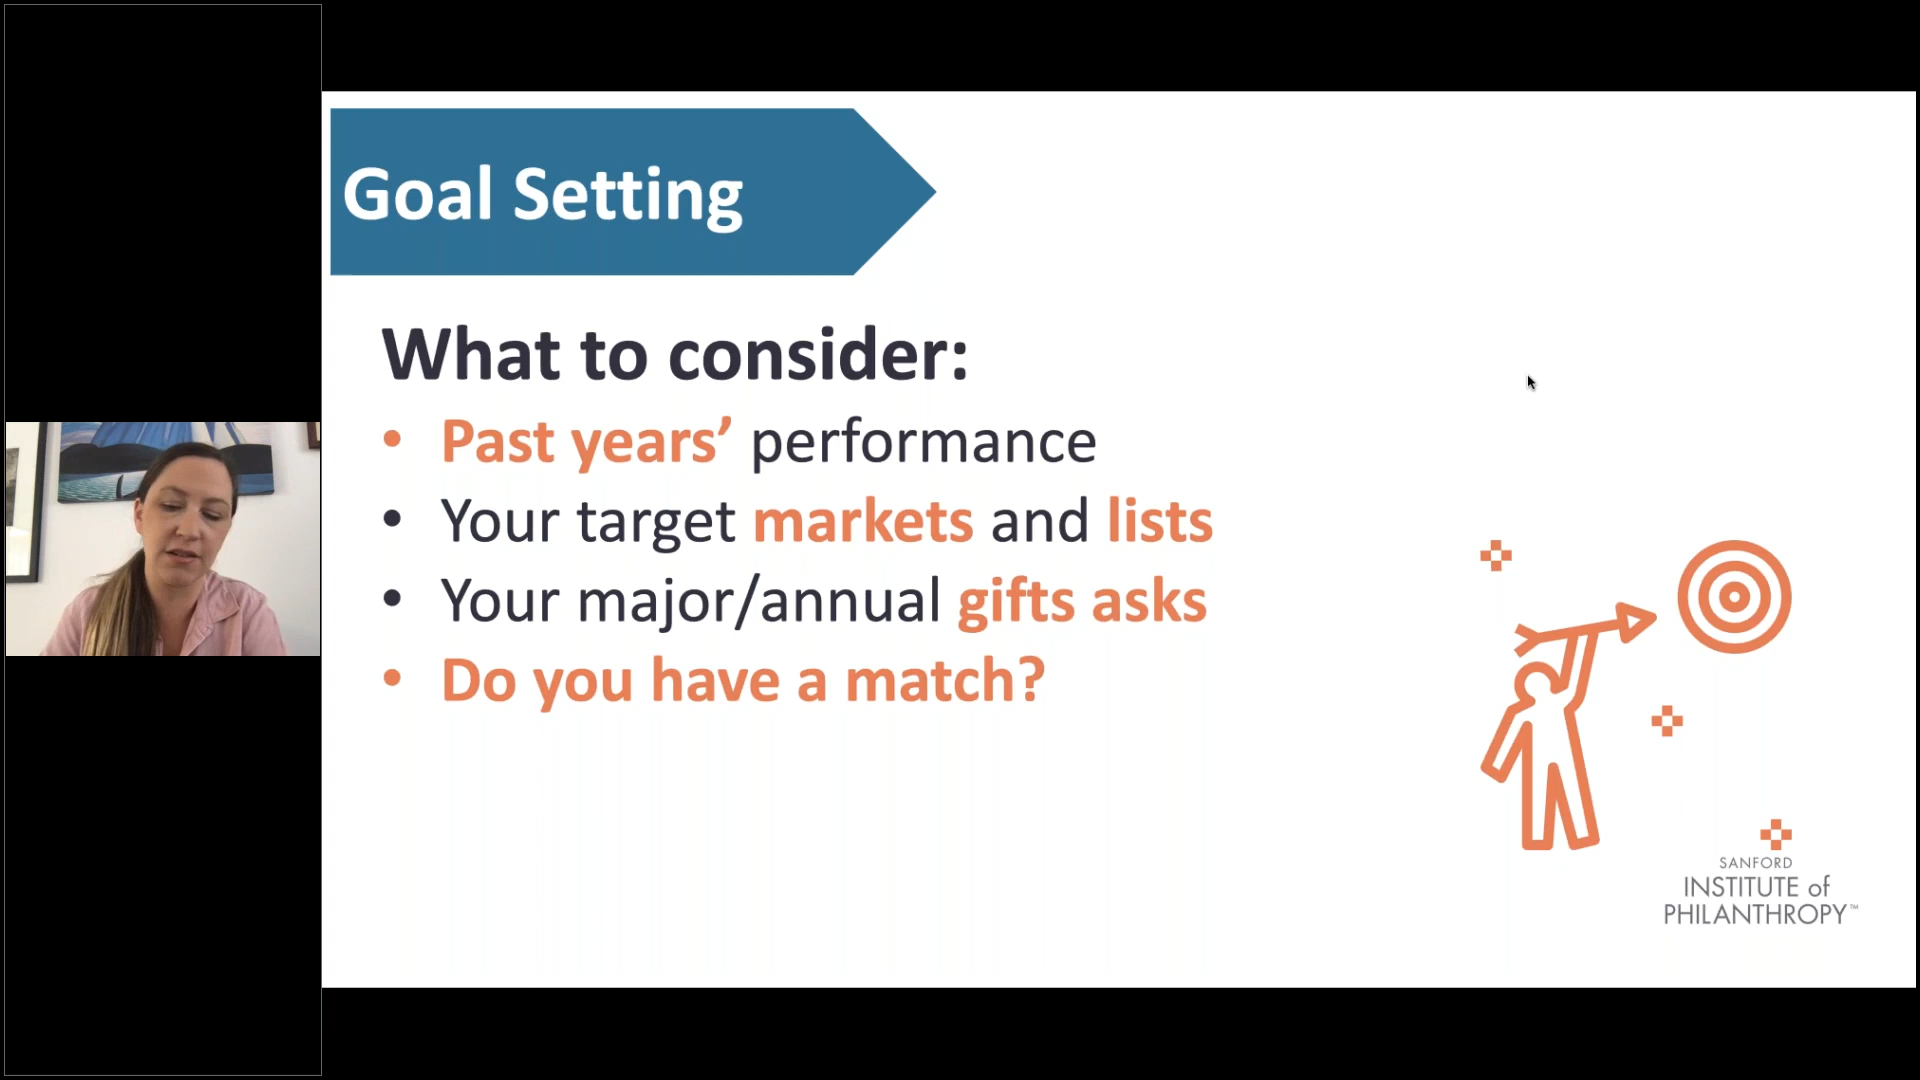 Goal Setting
What to consider:
• Past years’ performance
• Your target markets and lists
• Your major/annual gifts asks
• Do you have a match?
SANFORD
INSTITUTE of
PHILANTHROPY™